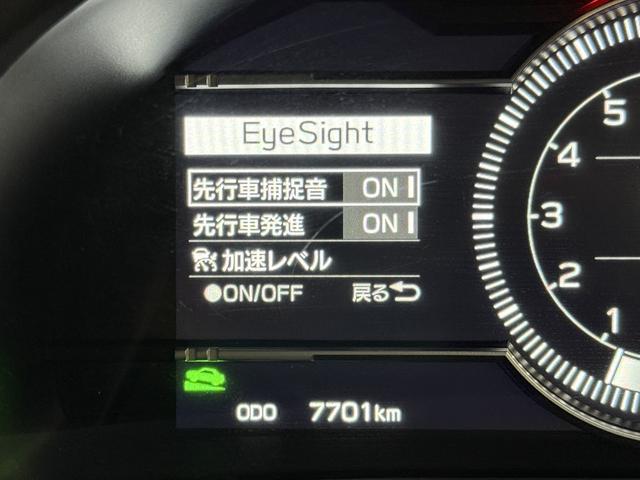 EyeSight
先行車捕捉音 ON
先行車発進 ON
加速レベル
ON/OFF 戻る
ODO 7701km
5
4
3
2
1